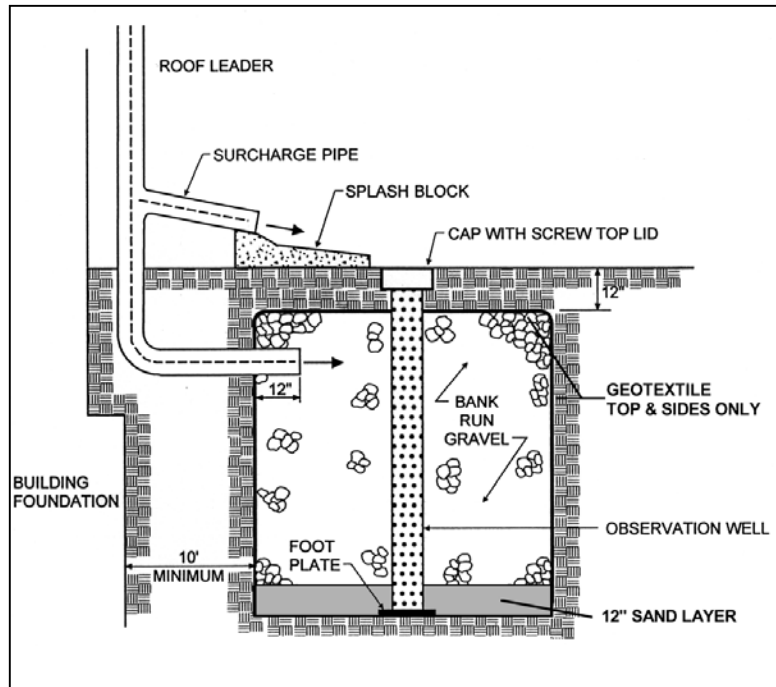 ROOF LEADER
SURCHARGE PIPE
SPLASH BLOCK
CAP WITH SCREW TOP LID
12"
12"
GEOTEXTILE
TOP & SIDES ONLY
BANK
RUN
GRAVEL
BUILDING
FOUNDATION
OBSERVATION WELL
FOOT
PLATE
10'
MINIMUM
12" SAND LAYER